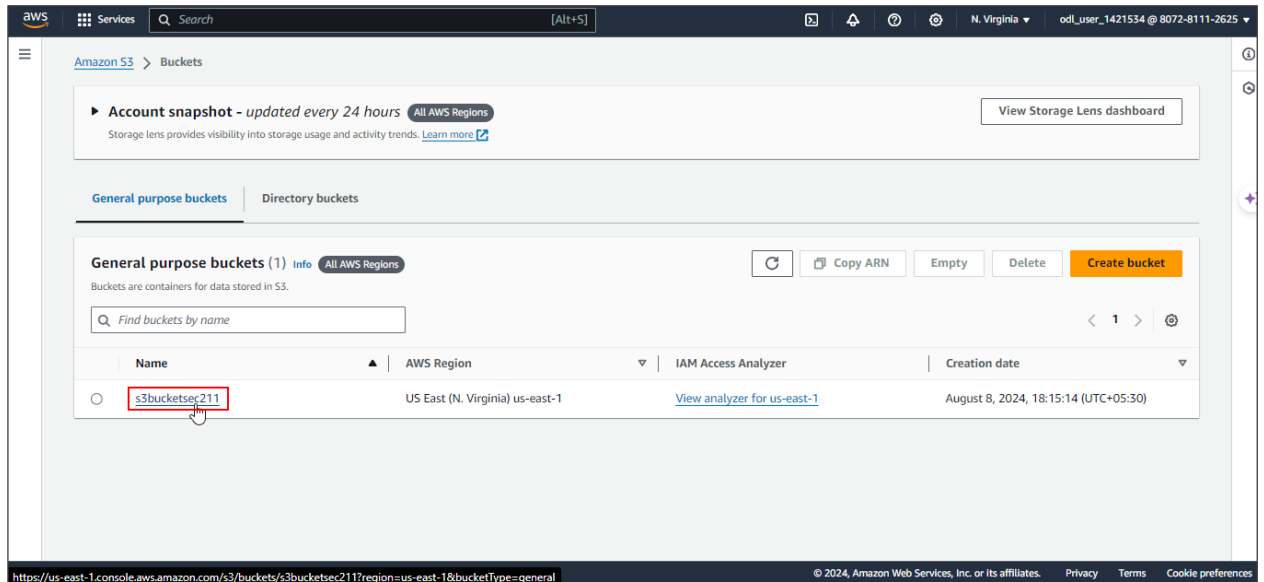 aws Services Search [Alt+S] N. Virginia odl_user_1421534 @ 8072-8111-2625
Amazon S3 Buckets
Account snapshot - updated every 24 hours All AWS Regions View Storage Lens dashboard
Storage lens provides visibility into storage usage and activity trends. Learn more
General purpose buckets Directory buckets
General purpose buckets (1) Info All AWS Regions Copy ARN Empty Delete Create bucket
Buckets are containers for data stored in S3.
Find buckets by name 1
Name AWS Region IAM Access Analyzer Creation date
s3bucketsec211 US East (N. Virginia) us-east-1 View analyzer for us-east-1 August 8, 2024, 18:15:14 (UTC+05:30)
https://us-east-1.console.aws.amazon.com/s3/buckets/s3bucketsec211?region=us-east-1&bucketType=general © 2024, Amazon Web Services, Inc. or its affiliates. Privacy Terms Cookie preferences